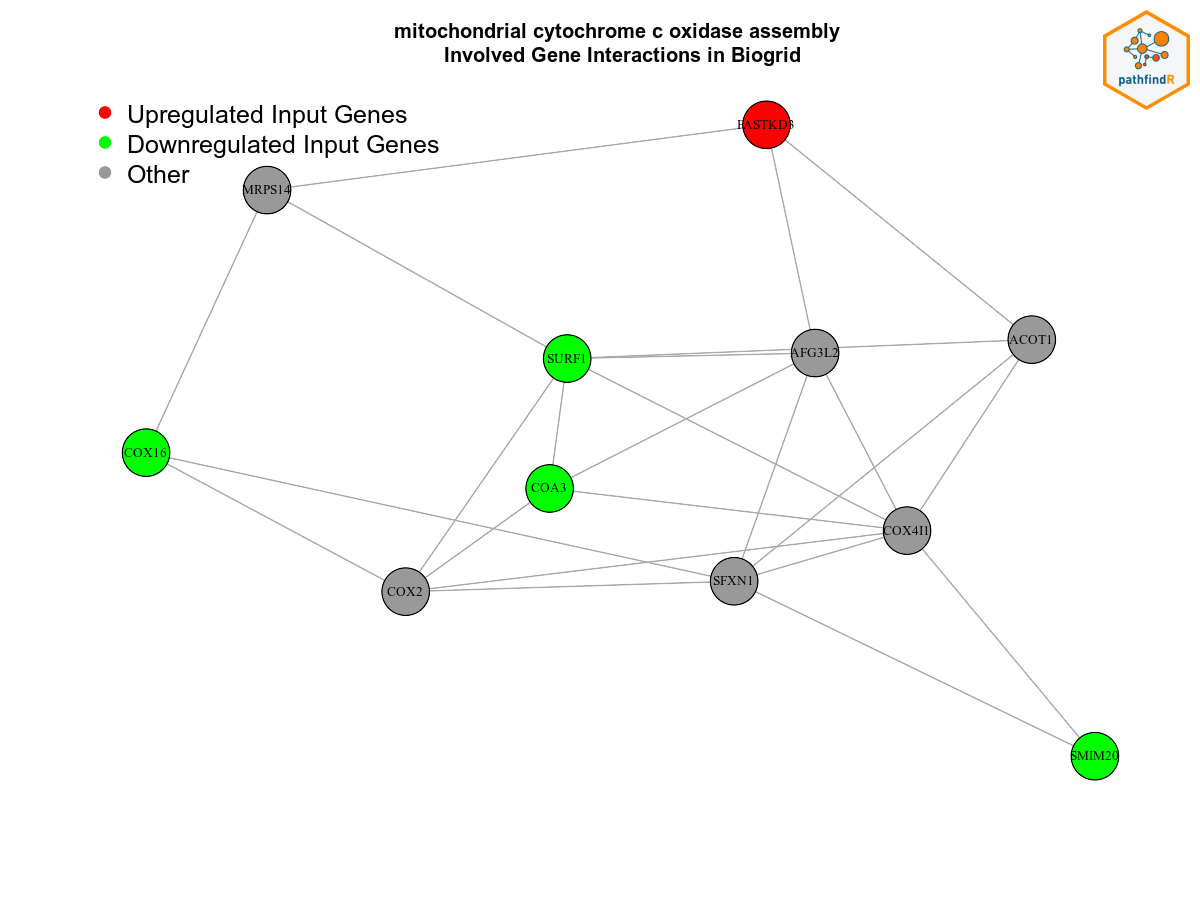 mitochondrial cytochrome c oxidase assembly
Involved Gene Interactions in Biogrid
pathfindR
Upregulated Input Genes
Downregulated Input Genes
Other
FASTKD3
MRPS14
ACOT1
AFG3L2
SURF1
COX16
COA3
COX4I1
SFXN1
COX2
SMIM20